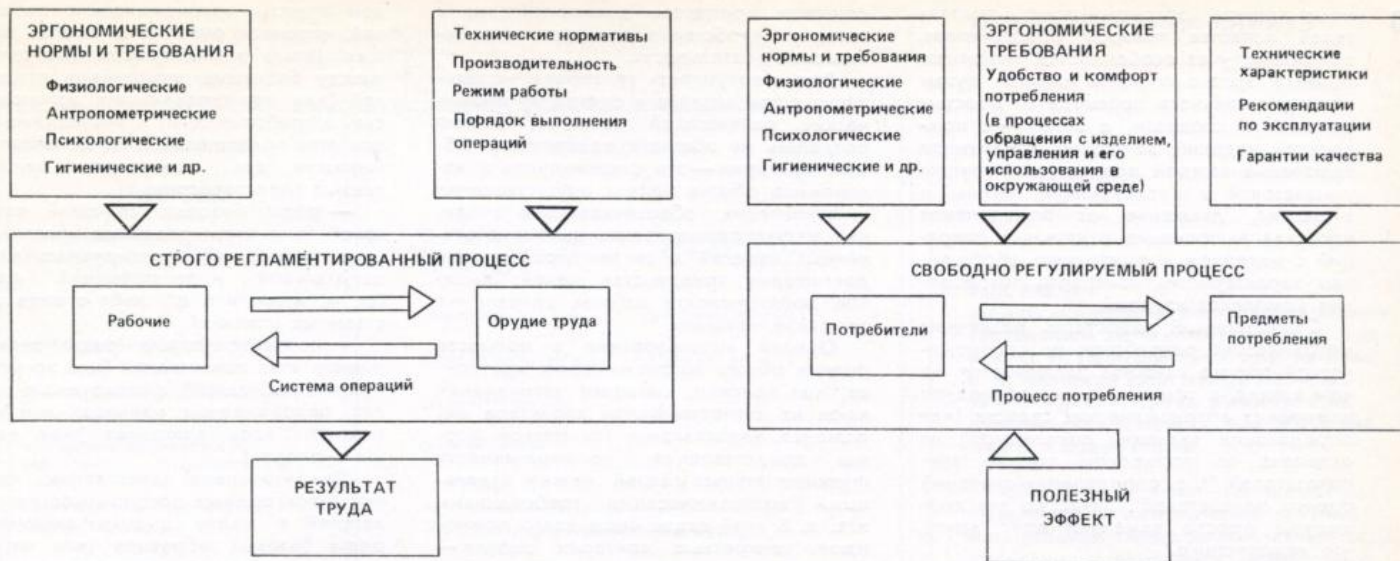 ЭРГОНОМИЧЕСКИЕ
НОРМЫ И ТРЕБОВАНИЯ
Физиологические
Антропометрические
Психологические
Гигиенические и др.
Технические нормативы
Производительность
Режим работы
Порядок выполнения
операций
СТРОГО РЕГЛАМЕНТИРОВАННЫЙ ПРОЦЕСС
Рабочие
Орудие труда
Система операций
РЕЗУЛЬТАТ
ТРУДА
Эргономические
нормы и требования
Физиологические
Антропометрические
Психологические
Гигиенические и др.
ЭРГОНОМИЧЕСКИЕ
ТРЕБОВАНИЯ
Удобство и комфорт
потребления
(в процессах
обращения с изделием,
управления и его
использования в
окружающей среде)
Технические
характеристики
Рекомендации
по эксплуатации
Гарантии качества
СВОБОДНО РЕГУЛИРУЕМЫЙ ПРОЦЕСС
Потребители
Предметы
потребления
Процесс потребления
ПОЛЕЗНЫЙ
ЭФФЕКТ